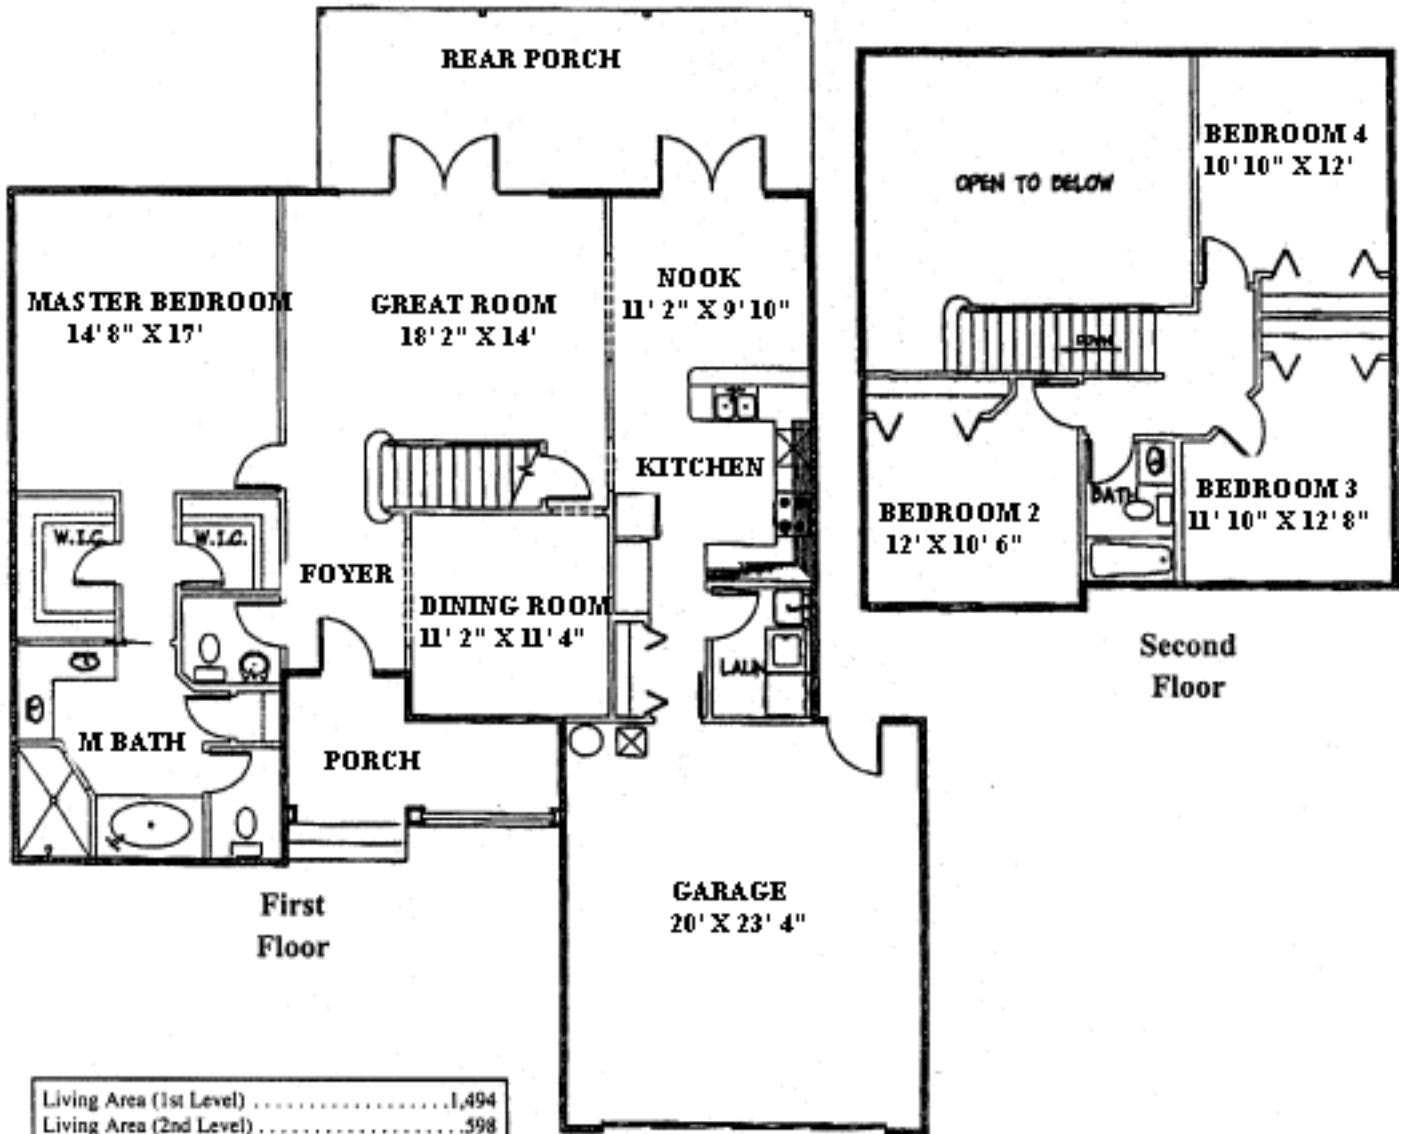 REAR PORCH
MASTER BEDROOM
14' 8" X 17'
GREAT ROOM
18' 2" X 14'
NOOK
11' 2" X 9' 10"
KITCHEN
W.I.C.
W.I.C.
FOYER
DINING ROOM
11' 2" X 11' 4"
LAUN
M BATH
PORCH
GARAGE
20' X 23' 4"
First
Floor
OPEN TO BELOW
BEDROOM 4
10' 10" X 12'
DOWN
BEDROOM 2
12' X 10' 6"
BATH
BEDROOM 3
11' 10" X 12' 8"
Second
Floor
Living Area (1st Level) ...................1,494
Living Area (2nd Level) ...................598